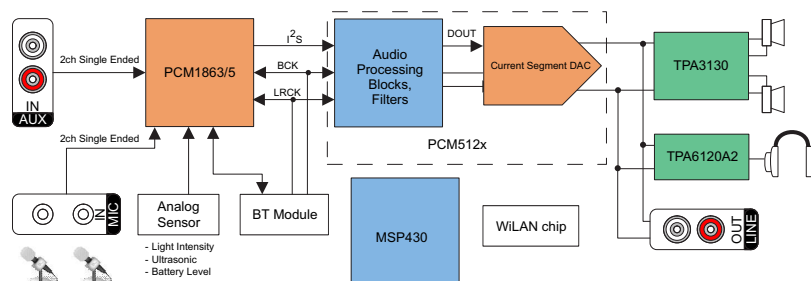 2ch Single Ended
IN
AUX
PCM1863/5
I²S
BCK
LRCK
Audio
Processing
Blocks,
Filters
DOUT
Current Segment DAC
PCM512x
TPA3130
TPA6120A2
2ch Single Ended
IN
MIC
Analog
Sensor
- Light Intensity
- Ultrasonic
- Battery Level
BT Module
MSP430
WiLAN chip
OUT
LINE